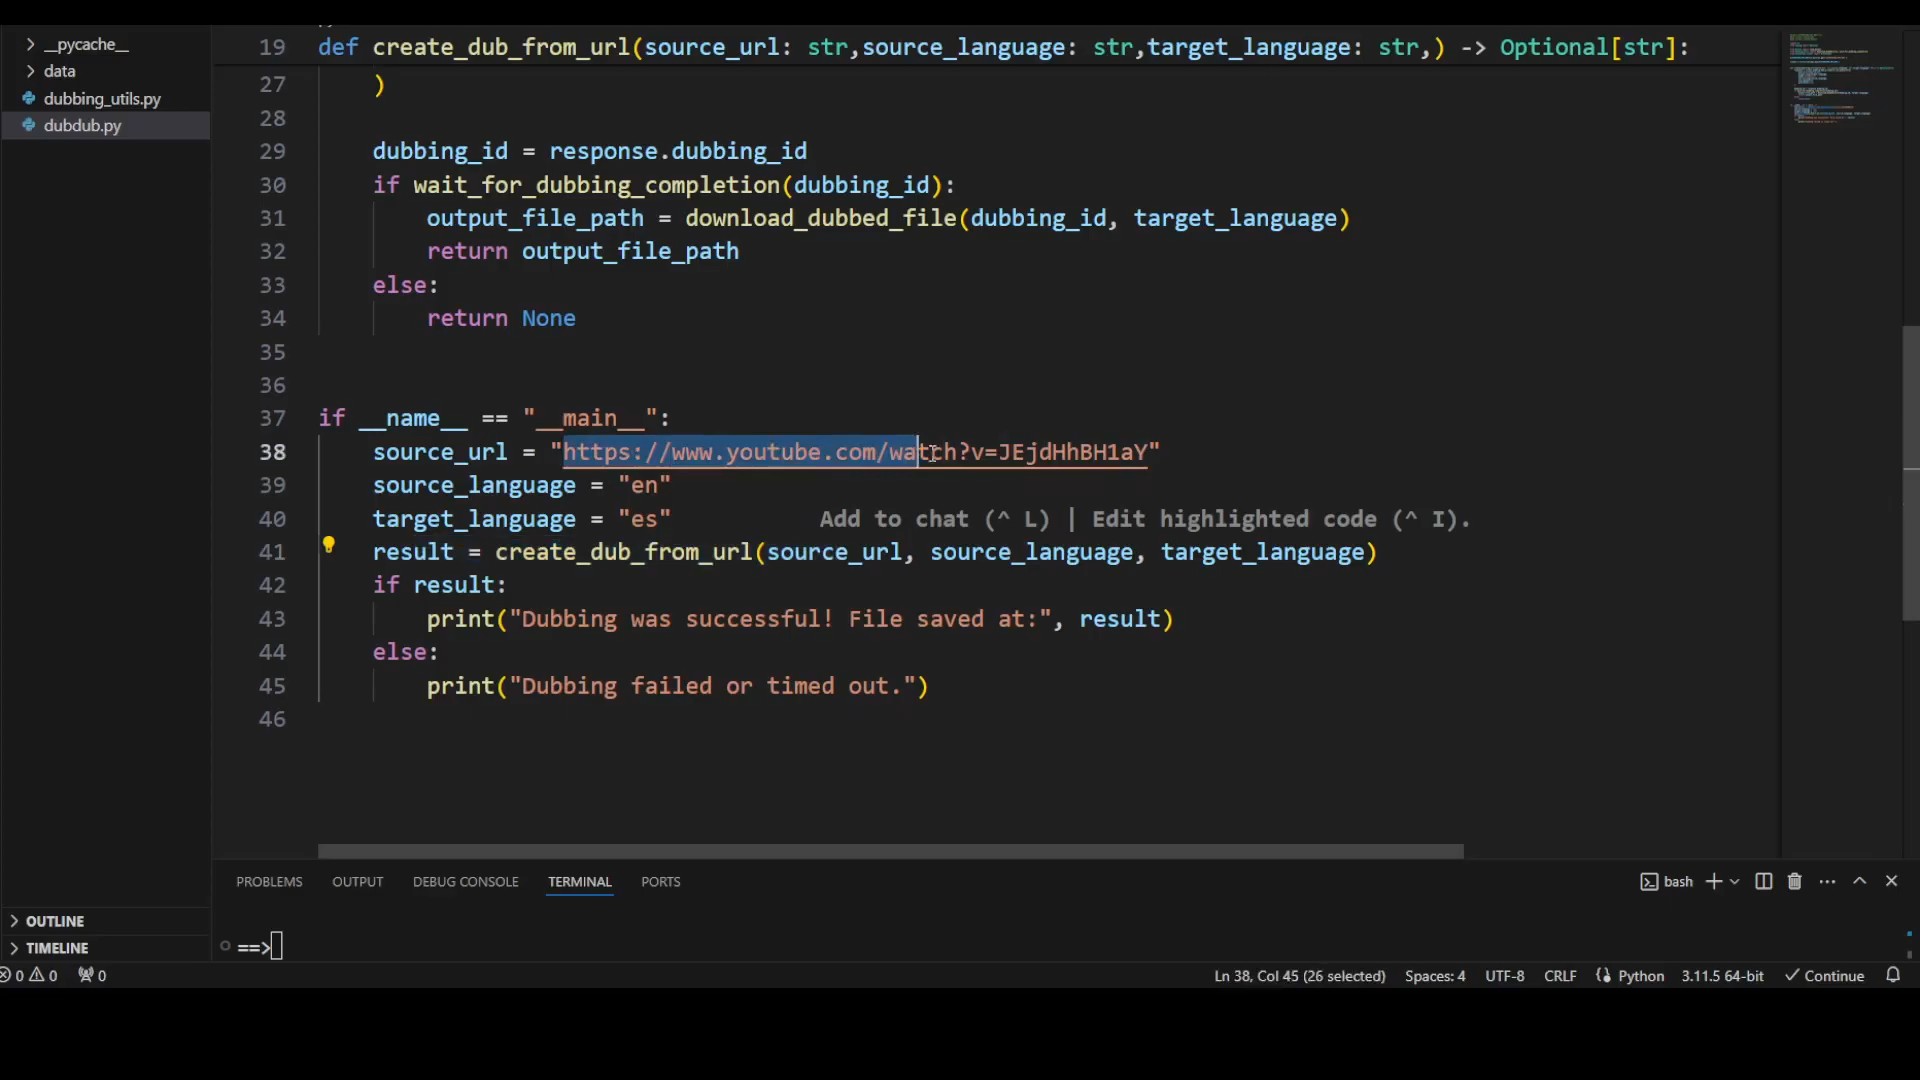 __pycache__
data
dubbing_utils.py
dubdub.py
19 def create_dub_from_url(source_url: str,source_language: str,target_language: str,) -> Optional[str]:
27 )
28
29 dubbing_id = response.dubbing_id
30 if wait_for_dubbing_completion(dubbing_id):
31 output_file_path = download_dubbed_file(dubbing_id, target_language)
32 return output_file_path
33 else:
34 return None
35
36
37 if __name__ == "__main__":
38 source_url = "https://www.youtube.com/watch?v=JEjdHhBH1aY"
39 source_language = "en"
40 target_language = "es" Add to chat (^ L) | Edit highlighted code (^ I).
41 result = create_dub_from_url(source_url, source_language, target_language)
42 if result:
43 print("Dubbing was successful! File saved at:", result)
44 else:
45 print("Dubbing failed or timed out.")
46
PROBLEMS OUTPUT DEBUG CONSOLE TERMINAL PORTS bash
OUTLINE
TIMELINE
==>
0 0 0 Ln 38, Col 45 (26 selected) Spaces: 4 UTF-8 CRLF Python 3.11.5 64-bit Continue